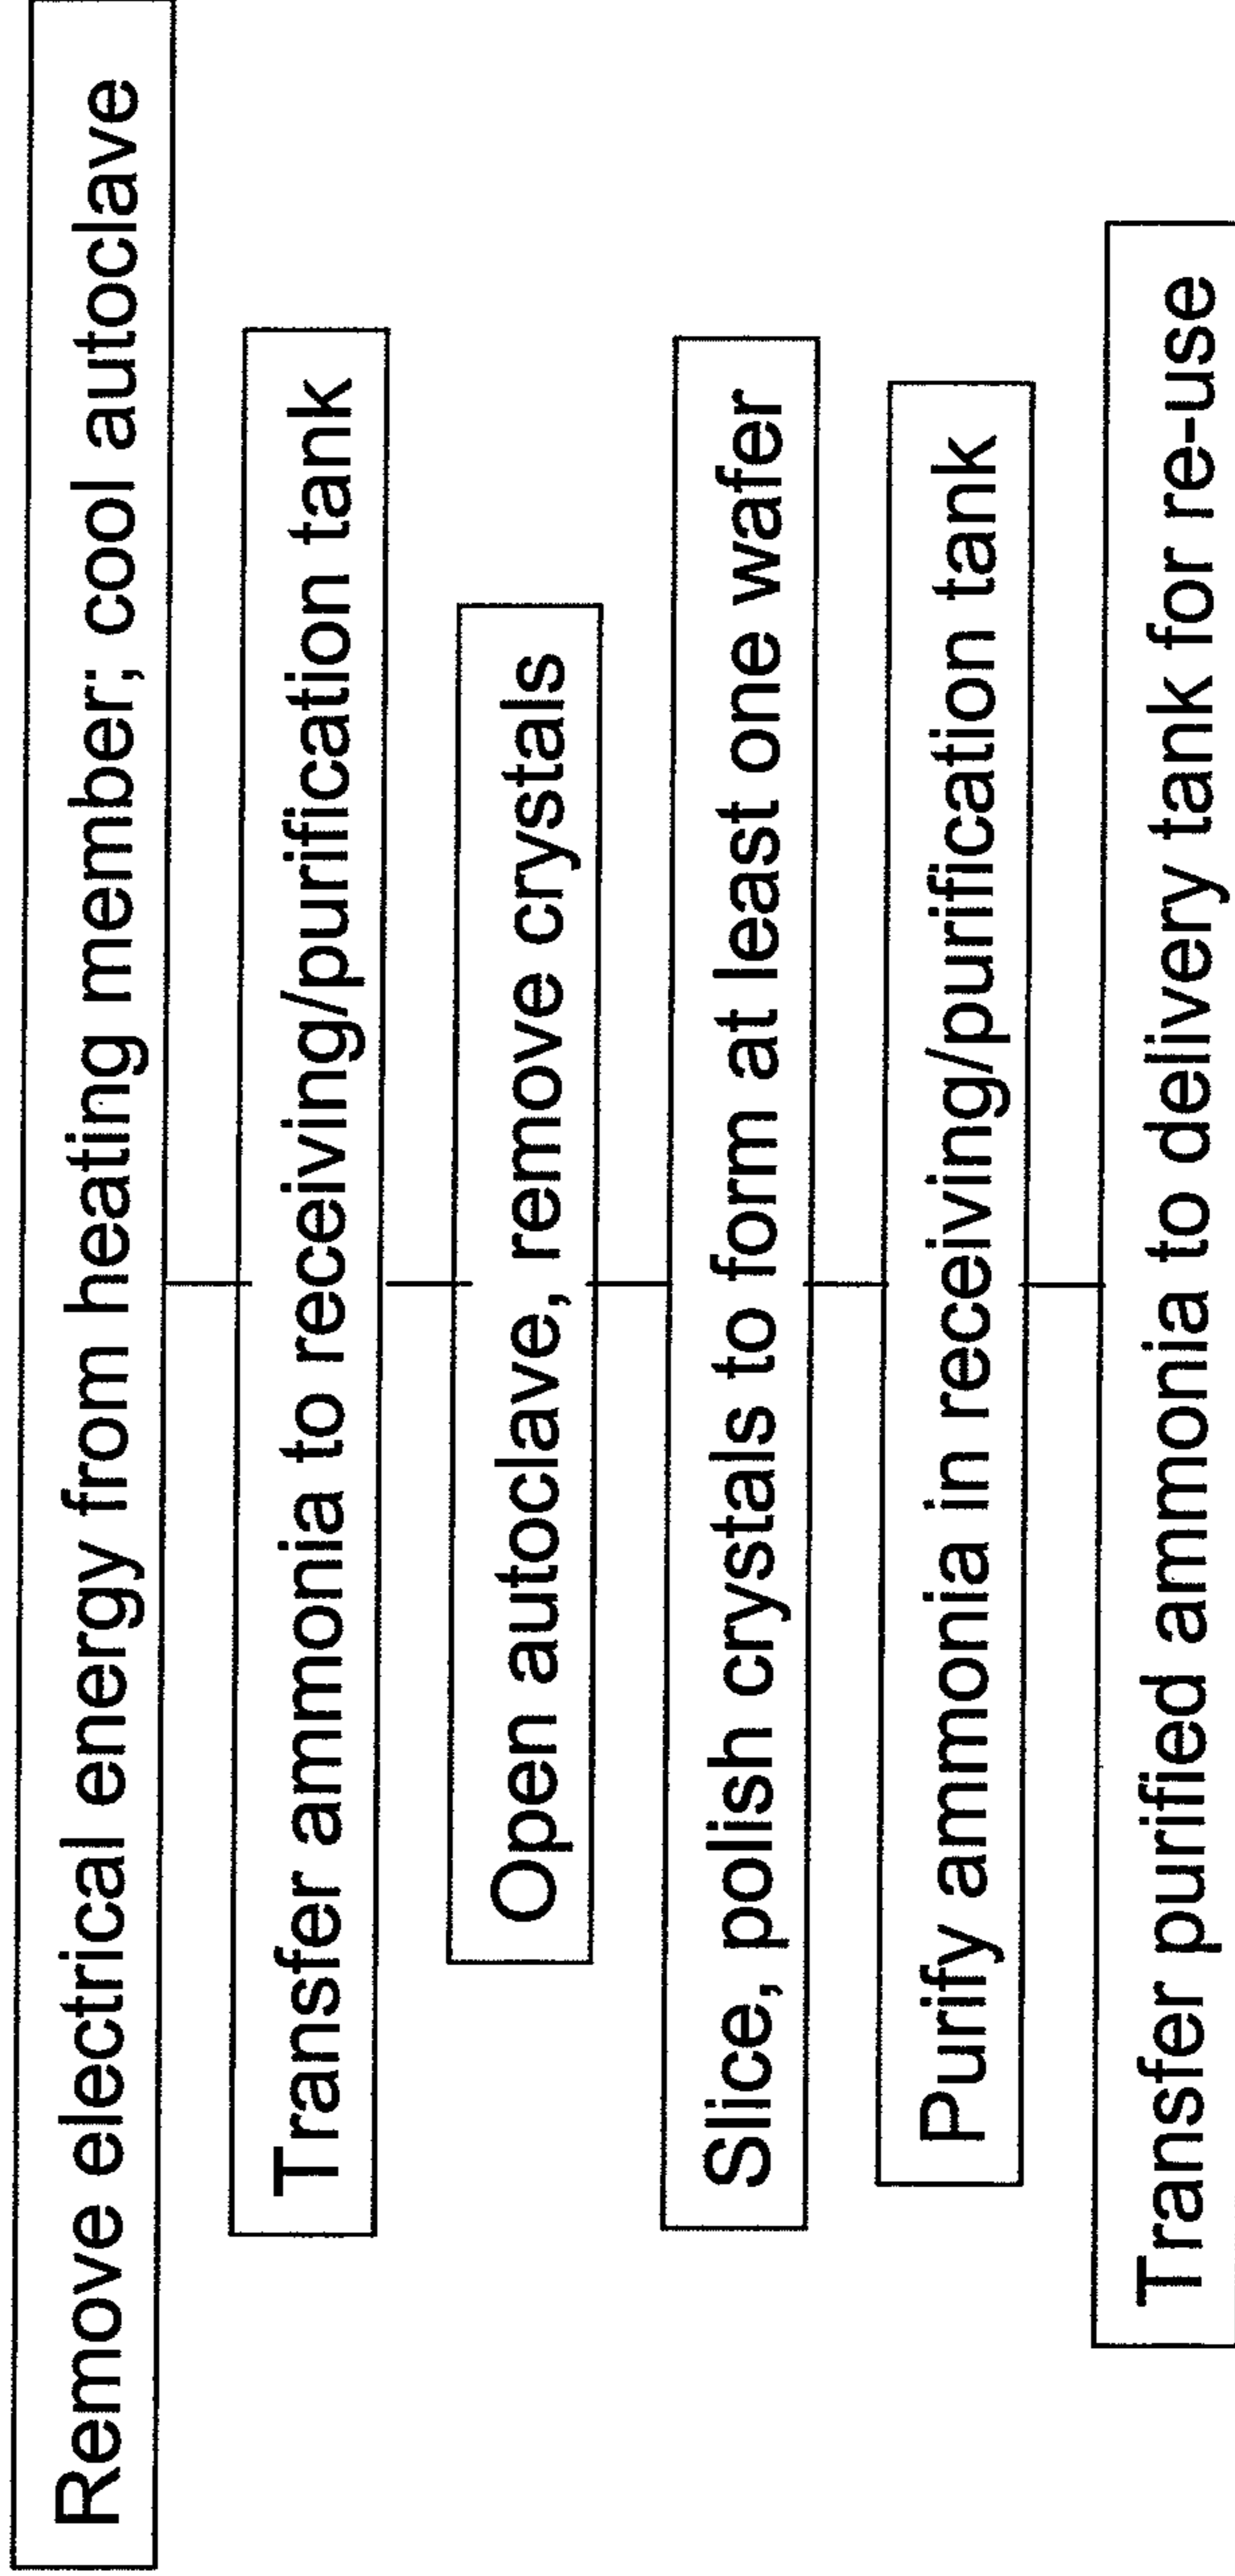 Remove electrical energy from heating member; cool autoclave
Transfer ammonia to receiving/purification tank
Open autoclave, remove crystals
Slice, polish crystals to form at least one wafer
Purify ammonia in receiving/purification tank
Transfer purified ammonia to delivery tank for re-use